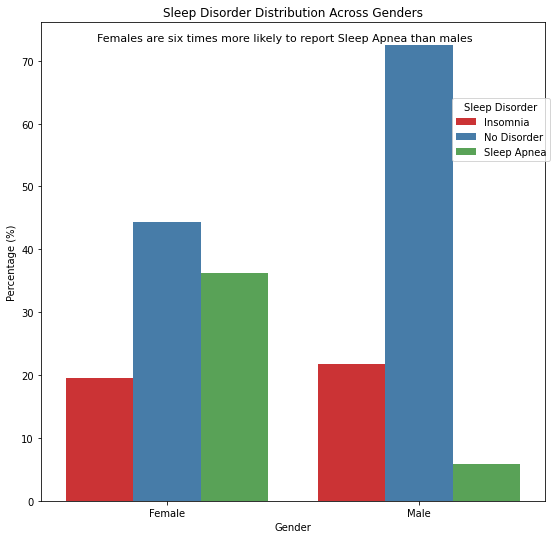 Sleep Disorder Distribution Across Genders
Females are six times more likely to report Sleep Apnea than males
Sleep Disorder
Insomnia
No Disorder
Sleep Apnea
Percentage (%)
70
60
50
40
30
20
10
0
Female
Male
Gender